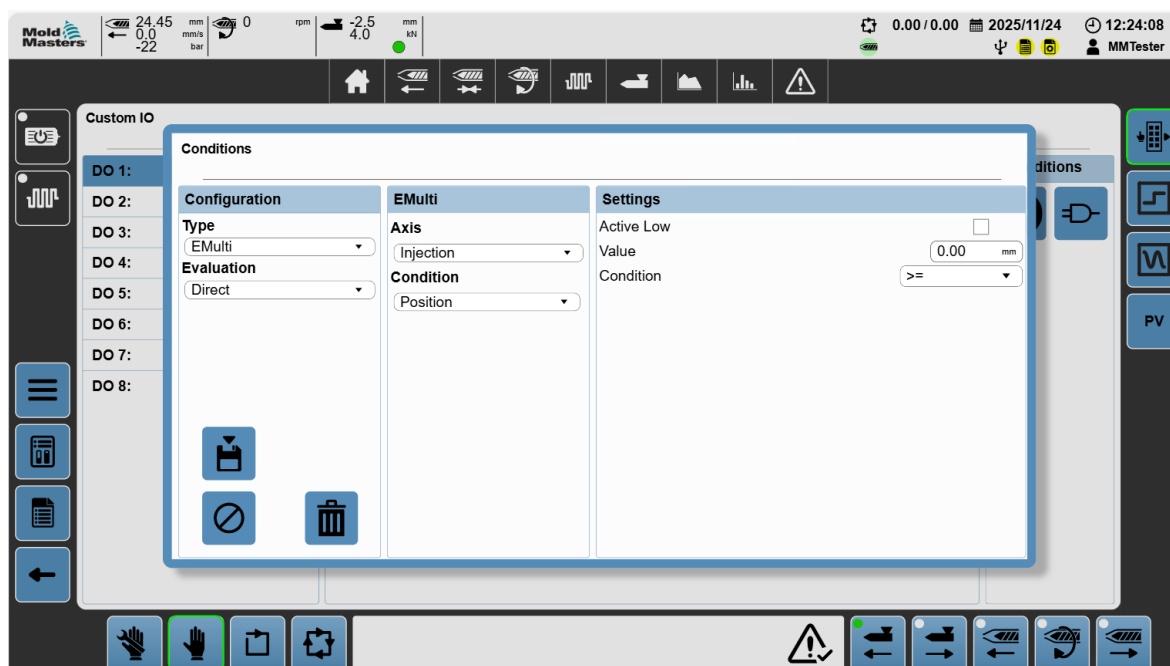 Mold
Masters
24.45 mm
0.0 mm/s
-22 bar
0 rpm
-2.5 mm
4.0 kN
0.00 / 0.00
2025/11/24
12:24:08
MMTester
Custom IO
ditions
Conditions
DO 1:
DO 2:
DO 3:
DO 4:
DO 5:
DO 6:
DO 7:
DO 8:
Configuration
Type
EMulti
Evaluation
Direct
EMulti
Axis
Injection
Condition
Position
Settings
Active Low
Value 0.00 mm
Condition >=
PV